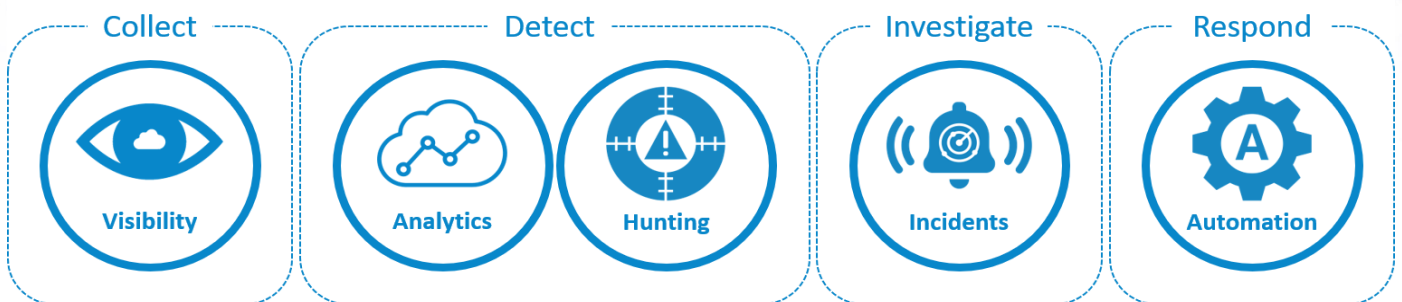 Collect
Detect
Investigate
Respond
Visibility
Analytics
Hunting
Incidents
A
Automation